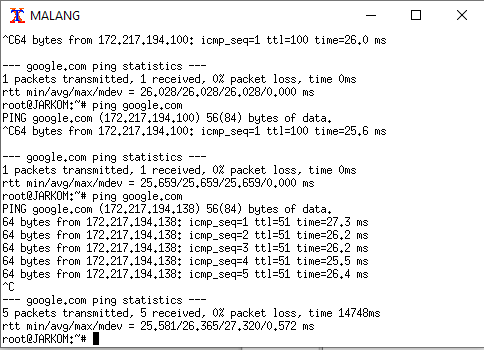 MALANG
^C64 bytes from 172.217.194.100: icmp_seq=1 ttl=100 time=26.0 ms

--- google.com ping statistics ---
1 packets transmitted, 1 received, 0% packet loss, time 0ms
rtt min/avg/max/mdev = 26.028/26.028/26.028/0.000 ms
root@JARKOM:~# ping google.com
PING google.com (172.217.194.100) 56(84) bytes of data.
^C64 bytes from 172.217.194.100: icmp_seq=1 ttl=100 time=25.6 ms

--- google.com ping statistics ---
1 packets transmitted, 1 received, 0% packet loss, time 0ms
rtt min/avg/max/mdev = 25.659/25.659/25.659/0.000 ms
root@JARKOM:~# ping google.com
PING google.com (172.217.194.138) 56(84) bytes of data.
64 bytes from 172.217.194.138: icmp_seq=1 ttl=51 time=27.3 ms
64 bytes from 172.217.194.138: icmp_seq=2 ttl=51 time=26.2 ms
64 bytes from 172.217.194.138: icmp_seq=3 ttl=51 time=26.2 ms
64 bytes from 172.217.194.138: icmp_seq=4 ttl=51 time=25.5 ms
64 bytes from 172.217.194.138: icmp_seq=5 ttl=51 time=26.4 ms
^C
--- google.com ping statistics ---
5 packets transmitted, 5 received, 0% packet loss, time 14748ms
rtt min/avg/max/mdev = 25.581/26.365/27.320/0.572 ms
root@JARKOM:~#